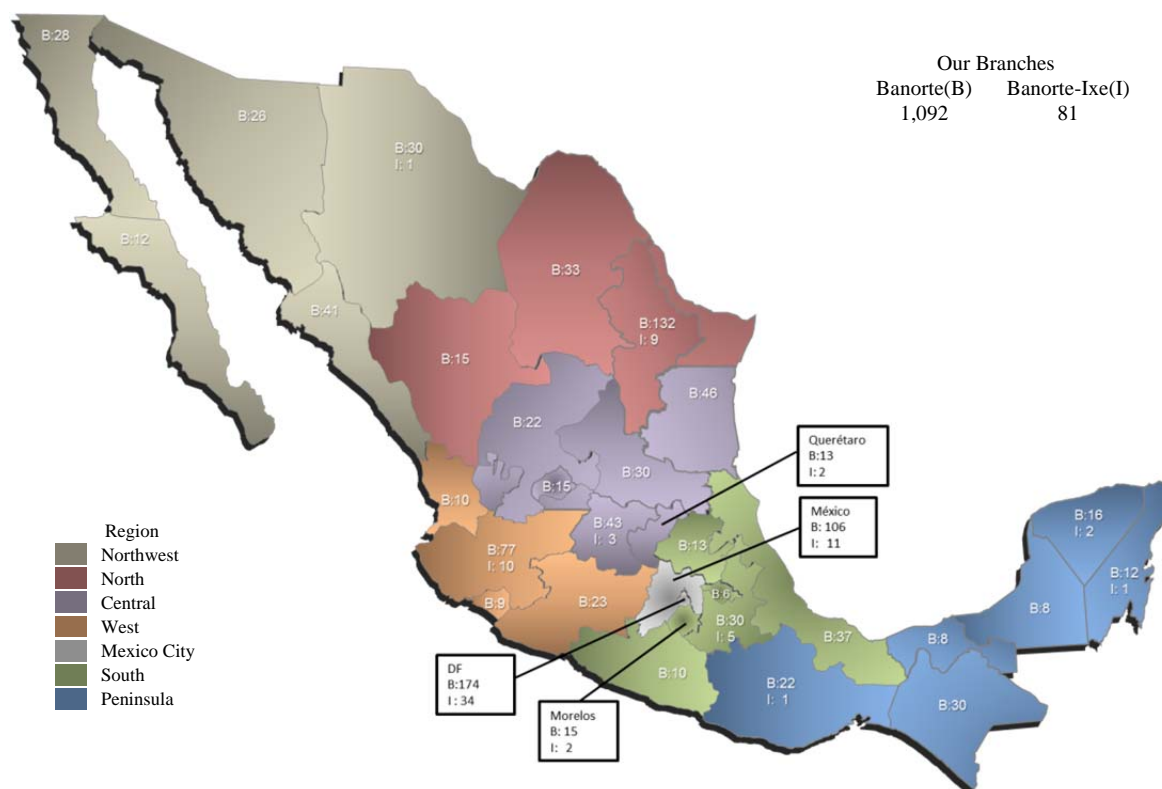 B:28
Our Branches
Banorte(B) Banorte-Ixe(I)
1,092 81
B:26
B:30
I: 1
B:12
B:33
B:41
B:132
I: 9
B:15
B:46
B:22
Querétaro
B:13
I: 2
B:30
B:15
B:10
México
B: 106
I: 11
B:43
I: 3
B:16
I: 2
B:13
B:77
I: 10
B:12
I: 1
B:6
B:9
B:23
B:8
B:30
I: 5
B:37
B:8
B:10
B:22
I: 1
B:30
DF
B:174
I : 34
Morelos
B: 15
I: 2
Region
Northwest
North
Central
West
Mexico City
South
Peninsula